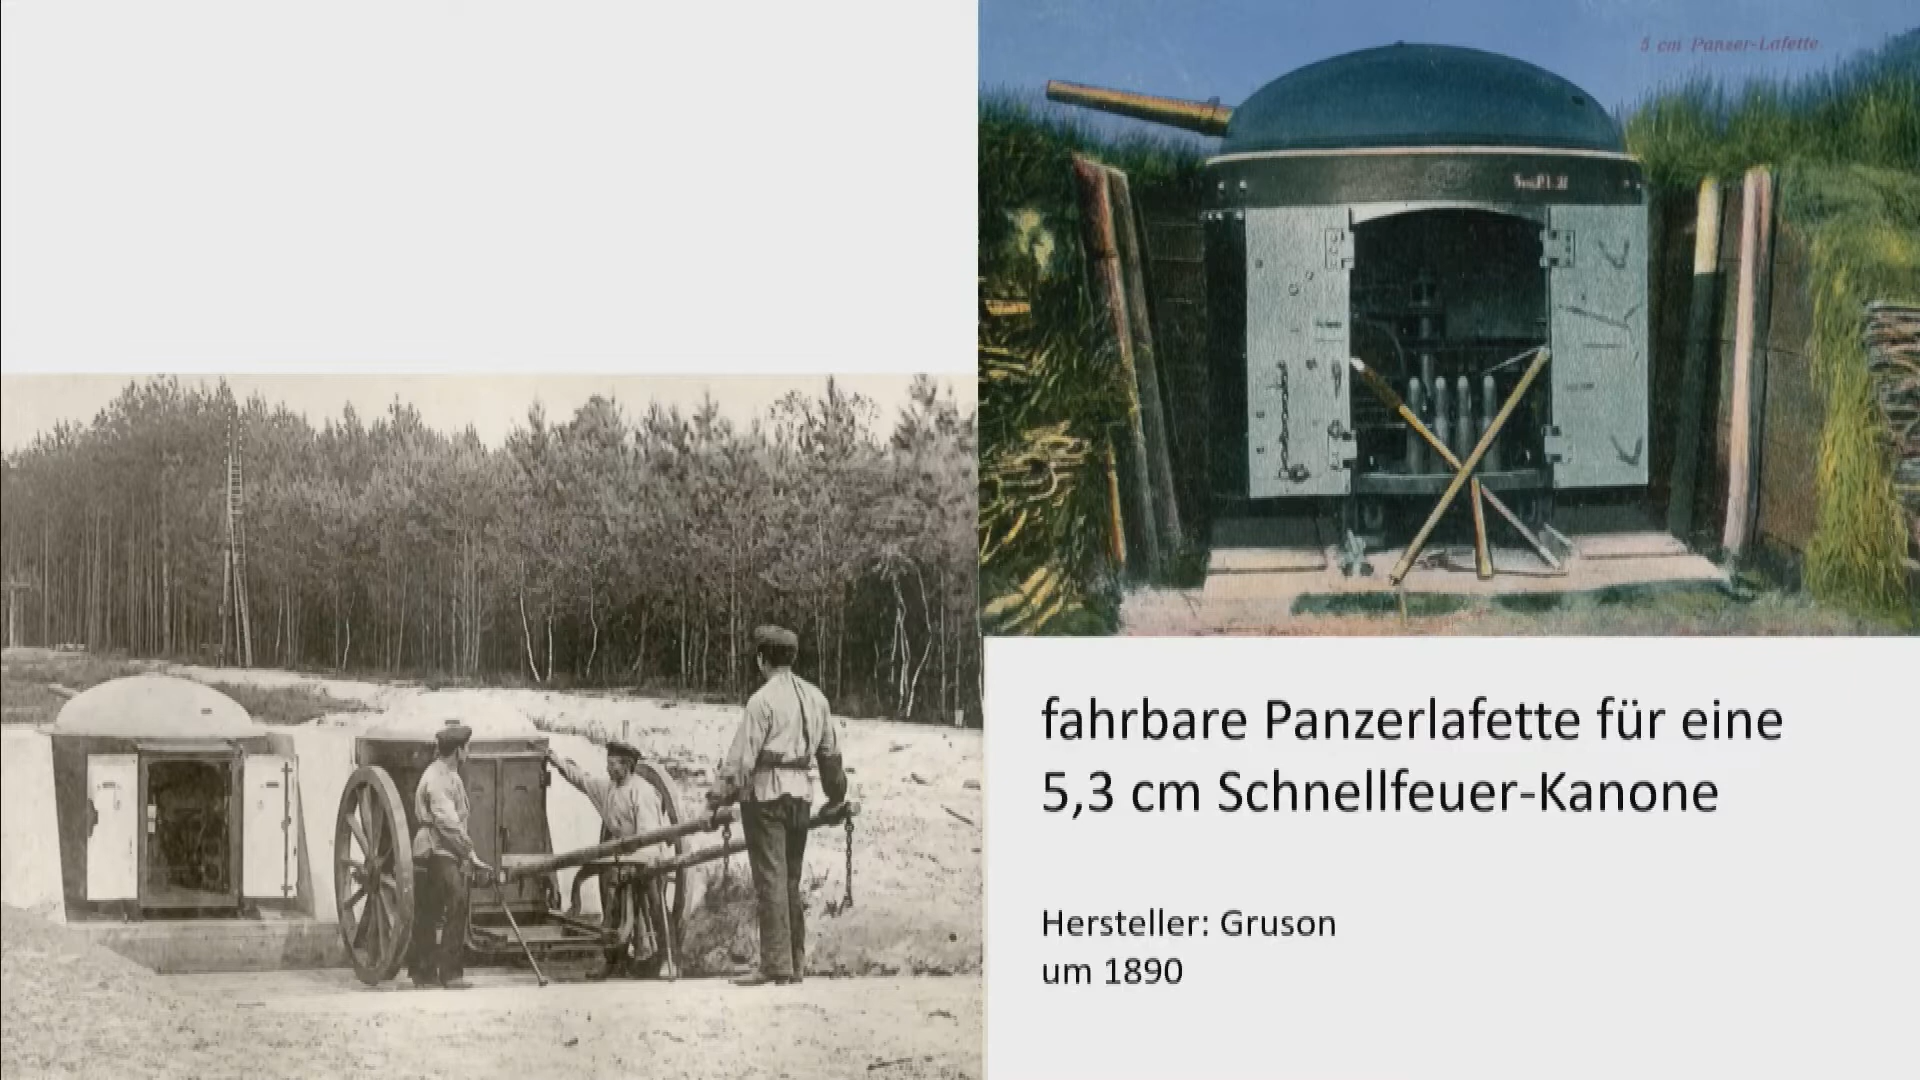 5 cm Panzer-Lafette.
fahrbare Panzerlafette für eine
5,3 cm Schnellfeuer-Kanone
Hersteller: Gruson
um 1890